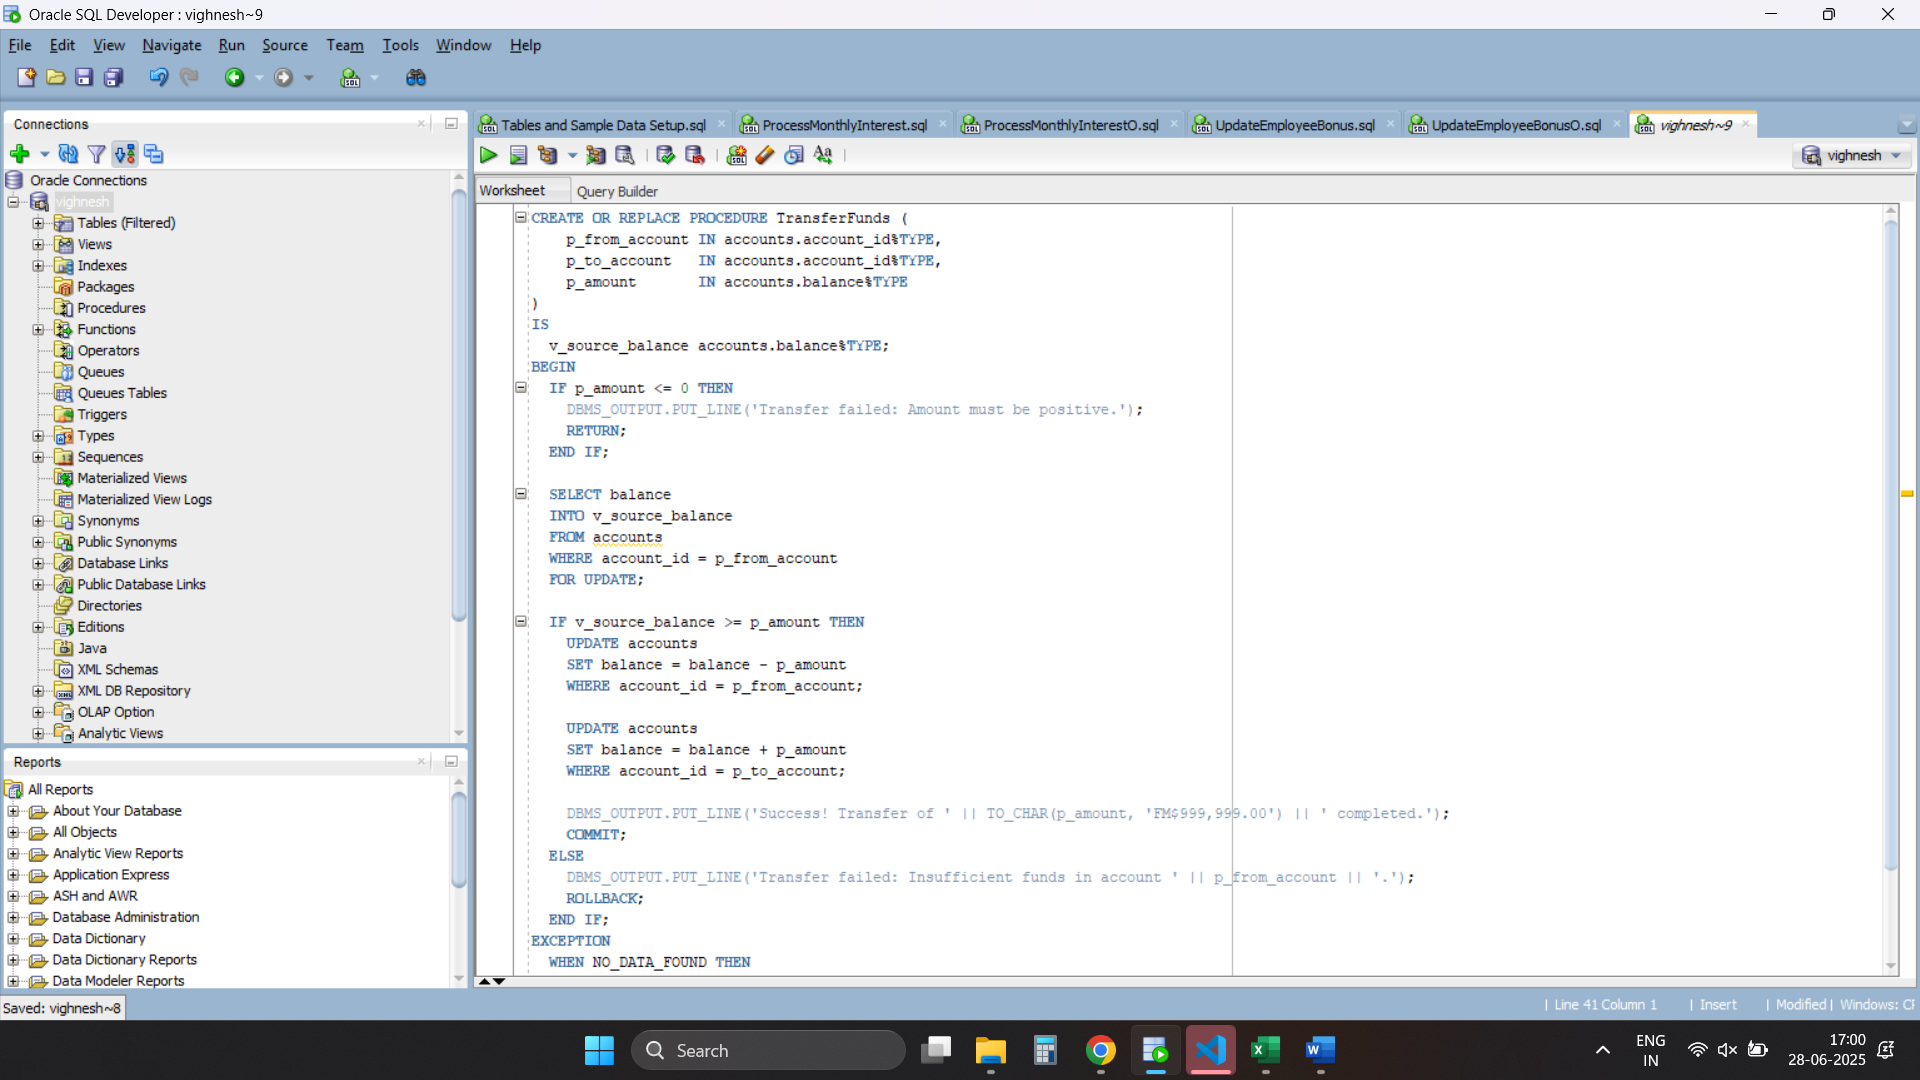 Oracle SQL Developer : vighnesh~9
File Edit View Navigate Run Source Team Tools Window Help
Connections
Oracle Connections
vighnesh
Tables (Filtered)
Views
Indexes
Packages
Procedures
Functions
Operators
Queues
Queues Tables
Triggers
Types
Sequences
Materialized Views
Materialized View Logs
Synonyms
Public Synonyms
Database Links
Public Database Links
Directories
Editions
Java
XML Schemas
XML DB Repository
OLAP Option
Analytic Views
Reports
All Reports
About Your Database
All Objects
Analytic View Reports
Application Express
ASH and AWR
Database Administration
Data Dictionary
Data Dictionary Reports
Data Modeler Reports
Tables and Sample Data Setup.sql ProcessMonthlyInterest.sql ProcessMonthlyInterestO.sql UpdateEmployeeBonus.sql UpdateEmployeeBonusO.sql vighnesh~9
vighnesh
Worksheet Query Builder
CREATE OR REPLACE PROCEDURE TransferFunds (
p_from_account IN accounts.account_id%TYPE,
p_to_account IN accounts.account_id%TYPE,
p_amount IN accounts.balance%TYPE
)
IS
v_source_balance accounts.balance%TYPE;
BEGIN
IF p_amount <= 0 THEN
DBMS_OUTPUT.PUT_LINE('Transfer failed: Amount must be positive.');
RETURN;
END IF;
SELECT balance
INTO v_source_balance
FROM accounts
WHERE account_id = p_from_account
FOR UPDATE;
IF v_source_balance >= p_amount THEN
UPDATE accounts
SET balance = balance - p_amount
WHERE account_id = p_from_account;
UPDATE accounts
SET balance = balance + p_amount
WHERE account_id = p_to_account;
DBMS_OUTPUT.PUT_LINE('Success! Transfer of ' || TO_CHAR(p_amount, 'FM$999,999.00') || ' completed.');
COMMIT;
ELSE
DBMS_OUTPUT.PUT_LINE('Transfer failed: Insufficient funds in account ' || p_from_account || '.');
ROLLBACK;
END IF;
EXCEPTION
WHEN NO_DATA_FOUND THEN
Saved: vighnesh~8
Line 41 Column 1 | Insert | Modified | Windows:
Search
ENG
IN
17:00
28-06-2025